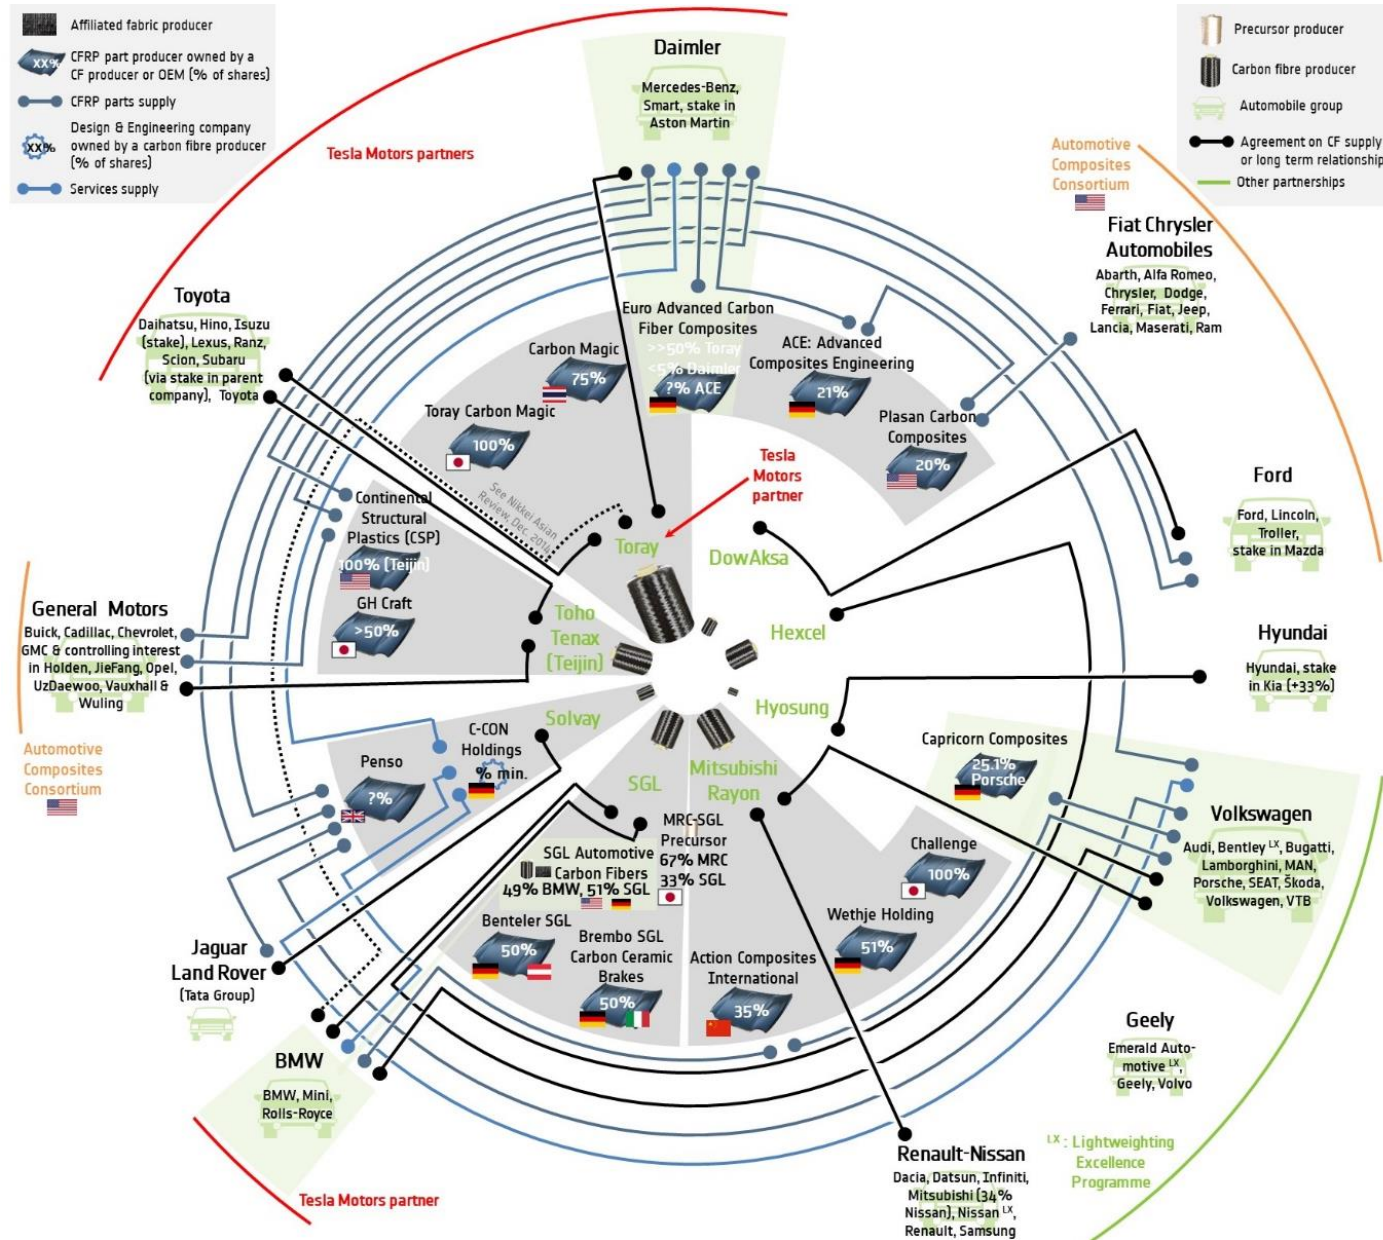 Affiliated fabric producer
XX%
CFRP part producer owned by a
CF producer or OEM (% of shares)
CFRP parts supply
XX%
Design & Engineering company
owned by a carbon fibre producer
(% of shares)
Services supply
Precursor producer
Carbon fibre producer
Automobile group
Agreement on CF supply
or long term relationship
Other partnerships
Tesla Motors partners
Daimler
Mercedes-Benz,
Smart, stake in
Aston Martin
Automotive
Composites
Consortium
Fiat Chrysler
Automobiles
Abarth, Alfa Romeo,
Chrysler, Dodge,
Ferrari, Fiat, Jeep,
Lancia, Maserati, Ram
Toyota
Daihatsu, Hino, Isuzu
(stake), Lexus, Ranz,
Scion, Subaru
(via stake in parent
company), Toyota
Carbon Magic
75%
Toray Carbon Magic
100%
Euro Advanced Carbon
Fiber Composites
>>50% Toray
<5% Daimler
?% ACE
ACE: Advanced
Composites Engineering
21%
Plasan Carbon
Composites
20%
Tesla
Motors
partner
See Nikkei Asian
Review, Dec. 2014
Continental
Structural
Plastics (CSP)
100% (Teijin)
GH Craft
>50%
Toray
DowAksa
Hexcel
Hyosung
Mitsubishi
Rayon
SGL
Solvay
Toho
Tenax
(Teijin)
Ford
Ford, Lincoln,
Troller,
stake in Mazda
Hyundai
Hyundai, stake
in Kia (+33%)
General Motors
Buick, Cadillac, Chevrolet,
GMC & controlling interest
in Holden, JieFang, Opel,
UzDaewoo, Vauxhall &
Wuling
Automotive
Composites
Consortium
Penso
?%
C-CON
Holdings
% min.
Capricorn Composites
25.1%
Porsche
Volkswagen
Audi, Bentley LX, Bugatti,
Lamborghini, MAN,
Porsche, SEAT, Škoda,
Volkswagen, VTB
MRC-SGL
Precursor
67% MRC
33% SGL
SGL Automotive
Carbon Fibers
49% BMW, 51% SGL
Benteler SGL
50%
Brembo SGL
Carbon Ceramic
Brakes
50%
Action Composites
International
35%
Challenge
100%
Wethje Holding
51%
Jaguar
Land Rover
(Tata Group)
BMW
BMW, Mini,
Rolls-Royce
Tesla Motors partner
Geely
Emerald Auto-
motive LX,
Geely, Volvo
LX : Lightweighting
Excellence
Programme
Renault-Nissan
Dacia, Datsun, Infiniti,
Mitsubishi (34%
Nissan), Nissan LX,
Renault, Samsung